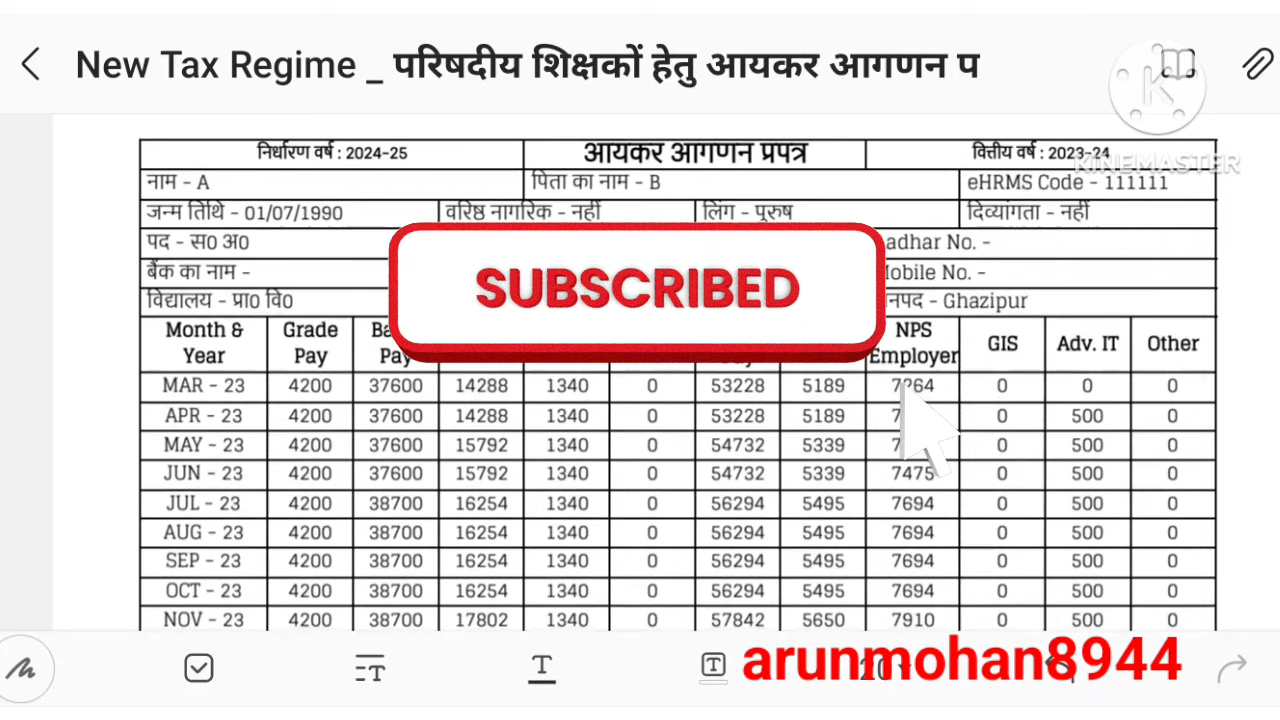 New Tax Regime _ परिषदीय शिक्षकों हेतु आयकर आगणन प
KINEMASTER
निर्धारण वर्ष : 2024-25 आयकर आगणन प्रपत्र वित्तीय वर्ष : 2023-24
नाम - A पिता का नाम - B eHRMS Code - 111111
जन्म तिथि - 01/07/1990 वरिष्ठ नागरिक - नहीं लिंग - पुरुष दिव्यांगता - नहीं
पद - स0 अ0 adhar No. -
बैंक का नाम - Mobile No. -
विद्यालय - प्रा0 वि0 नपद - Ghazipur
SUBSCRIBED
Month & Year Grade Pay Pay NPS Employer GIS Adv. IT Other
MAR - 23 4200 37600 14288 1340 0 53228 5189 7264 0 0 0
APR - 23 4200 37600 14288 1340 0 53228 5189 0 500 0
MAY - 23 4200 37600 15792 1340 0 54732 5339 0 500 0
JUN - 23 4200 37600 15792 1340 0 54732 5339 7475 0 500 0
JUL - 23 4200 38700 16254 1340 0 56294 5495 7694 0 500 0
AUG - 23 4200 38700 16254 1340 0 56294 5495 7694 0 500 0
SEP - 23 4200 38700 16254 1340 0 56294 5495 7694 0 500 0
OCT - 23 4200 38700 16254 1340 0 56294 5495 7694 0 500 0
NOV - 23 4200 38700 17802 1340 0 57842 5650 7910 0 500 0
arunmohan8944